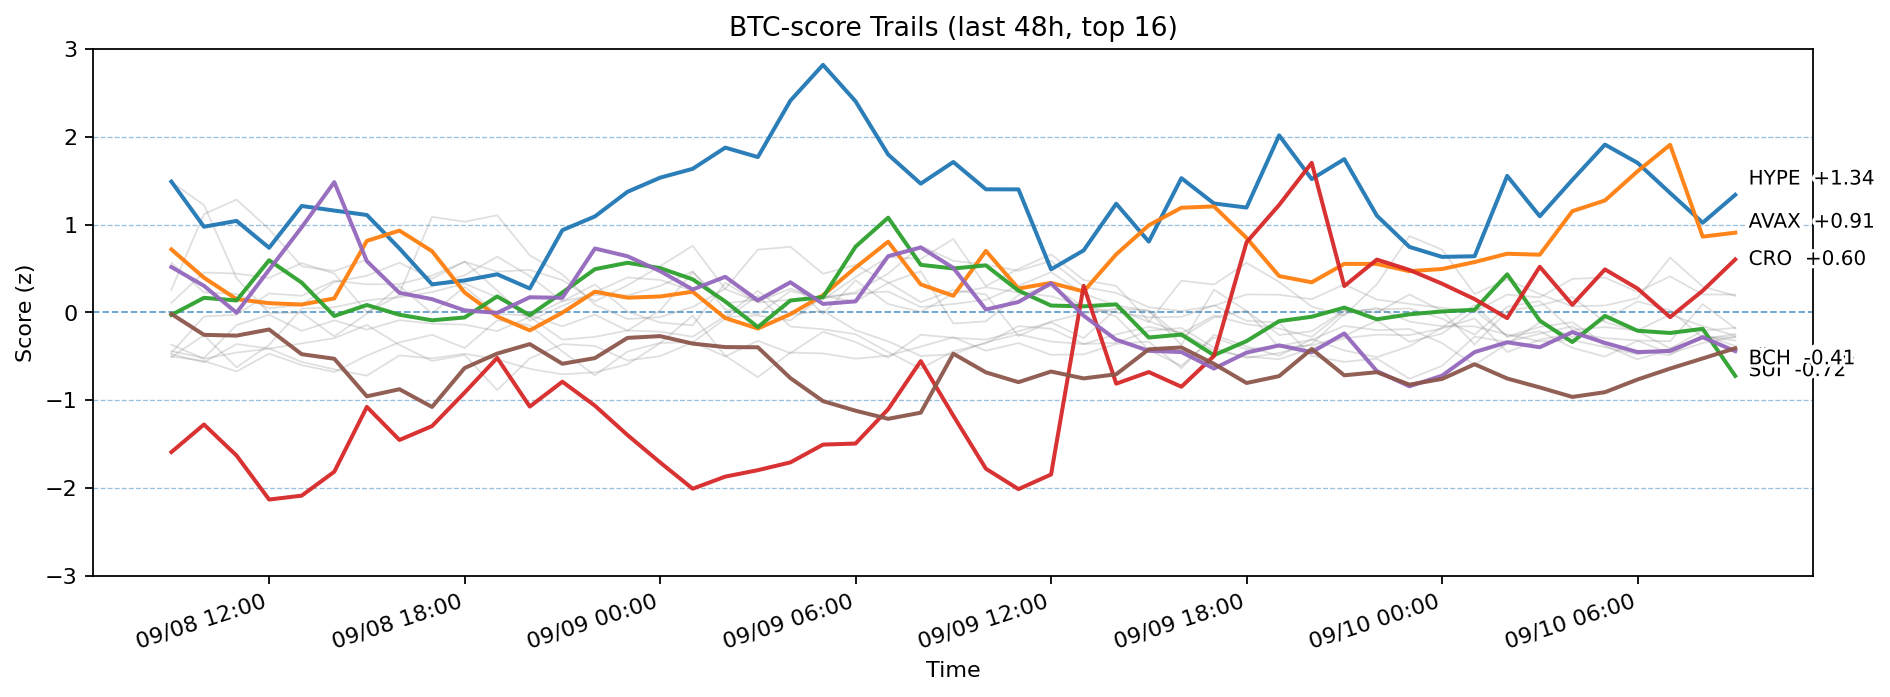 BTC-score Trails (last 48h, top 16)
3
2
1
0
−1
−2
−3
Score (z)
HYPE +1.34
AVAX +0.91
CRO +0.60
BCH -0.41
SUI -0.72
09/08 12:00
09/08 18:00
09/09 00:00
09/09 06:00
09/09 12:00
09/09 18:00
09/10 00:00
09/10 06:00
Time